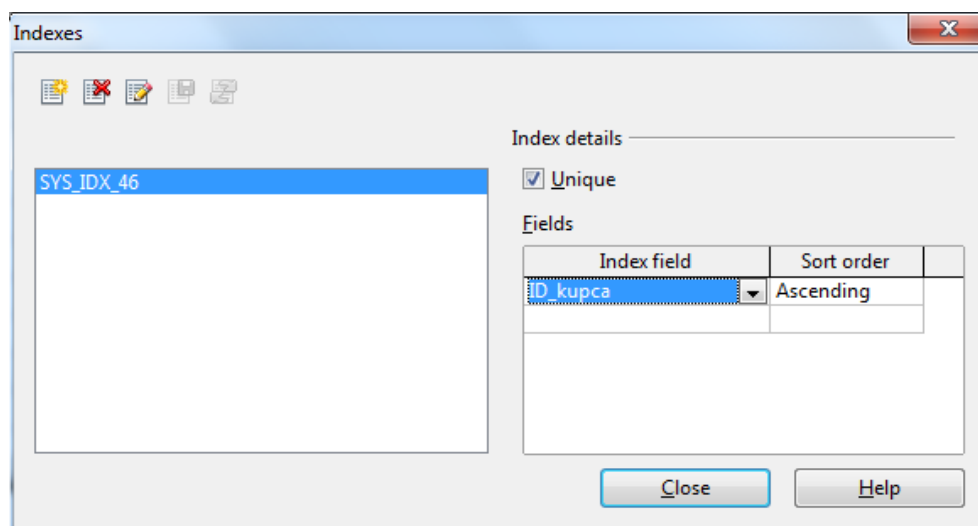 Indexes
Index details
SYS_IDX_46
Unique
Fields
Index field Sort order
ID_kupca Ascending
Close Help